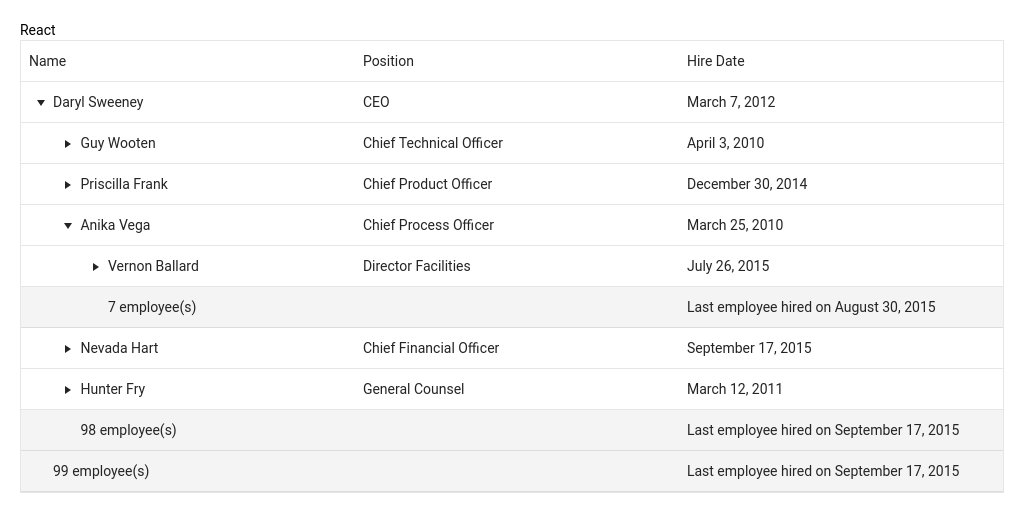 React
Name Position Hire Date
Daryl Sweeney CEO March 7, 2012
Guy Wooten Chief Technical Officer April 3, 2010
Priscilla Frank Chief Product Officer December 30, 2014
Anika Vega Chief Process Officer March 25, 2010
Vernon Ballard Director Facilities July 26, 2015
7 employee(s) Last employee hired on August 30, 2015
Nevada Hart Chief Financial Officer September 17, 2015
Hunter Fry General Counsel March 12, 2011
98 employee(s) Last employee hired on September 17, 2015
99 employee(s) Last employee hired on September 17, 2015